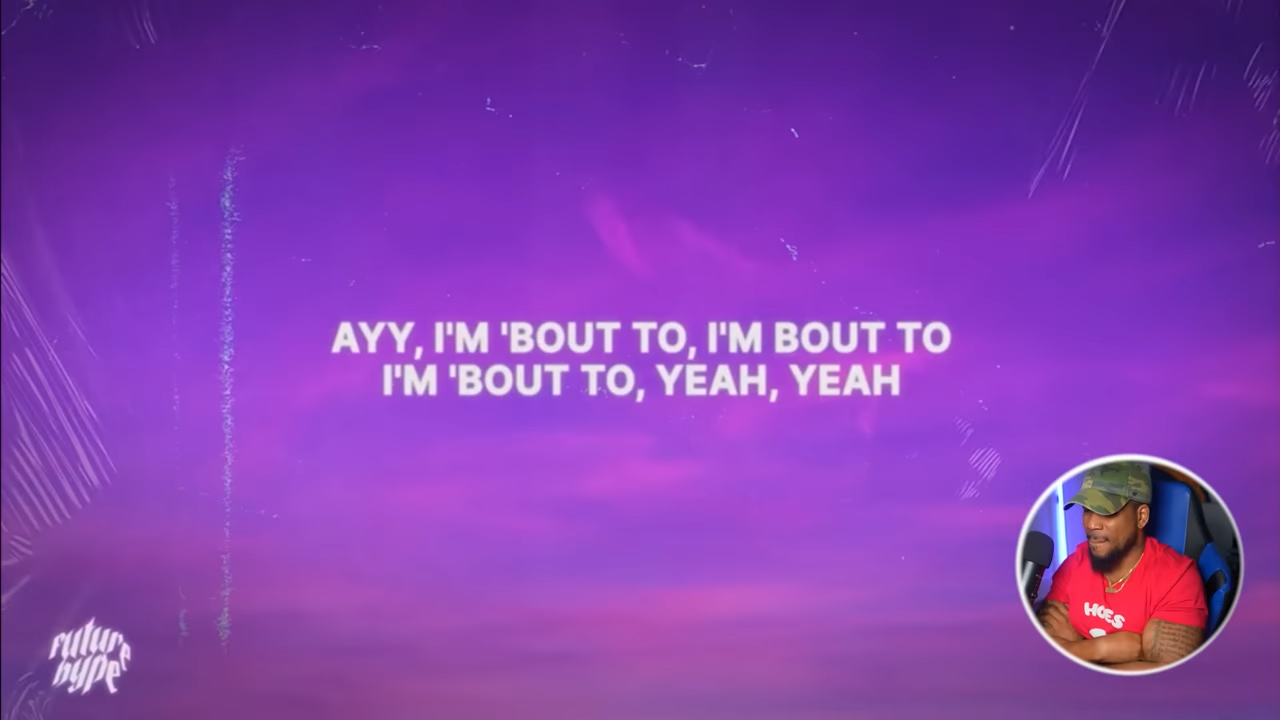 AYY, I'M 'BOUT TO, I'M BOUT TO
I'M 'BOUT TO, YEAH, YEAH
future
hype
HOES